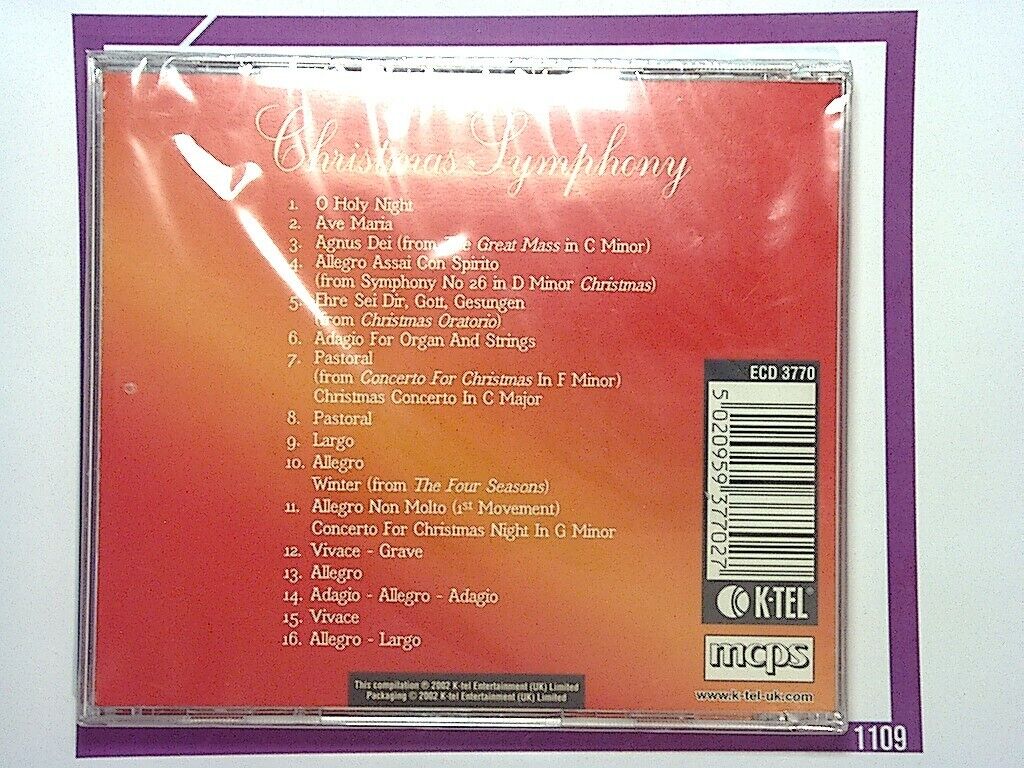 Christmas Symphony
1. O Holy Night
2. Ave Maria
3. Agnus Dei (from The Great Mass in C Minor)
4. Allegro Assai Con Spirito
(from Symphony No 26 in D Minor Christmas)
5. Ehre Sei Dir, Gott, Gesungen
(from Christmas Oratorio)
6. Adagio For Organ And Strings
7. Pastoral
(from Concerto For Christmas In F Minor)
Christmas Concerto In C Major
8. Pastoral
9. Largo
10. Allegro
Winter (from The Four Seasons)
11. Allegro Non Molto (1st Movement)
Concerto For Christmas Night In G Minor
12. Vivace - Grave
13. Allegro
14. Adagio - Allegro - Adagio
15. Vivace
16. Allegro - Largo
ECD 3770
5 020959 377027
K-TEL®
mcps
www.k-tel-uk.com
This compilation ℗ 2002 K-tel Entertainment (UK) Limited
Packaging © 2002 K-tel Entertainment (UK) Limited
1109